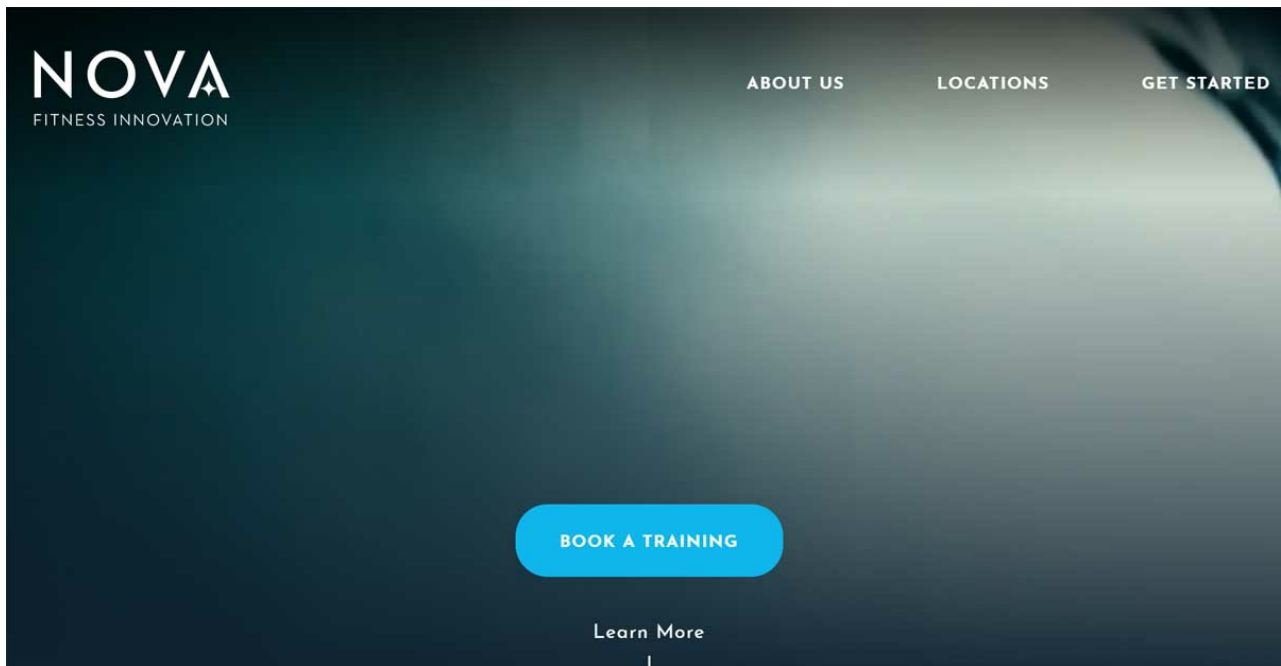 NOVA
FITNESS INNOVATION
ABOUT US
LOCATIONS
GET STARTED
BOOK A TRAINING
Learn More